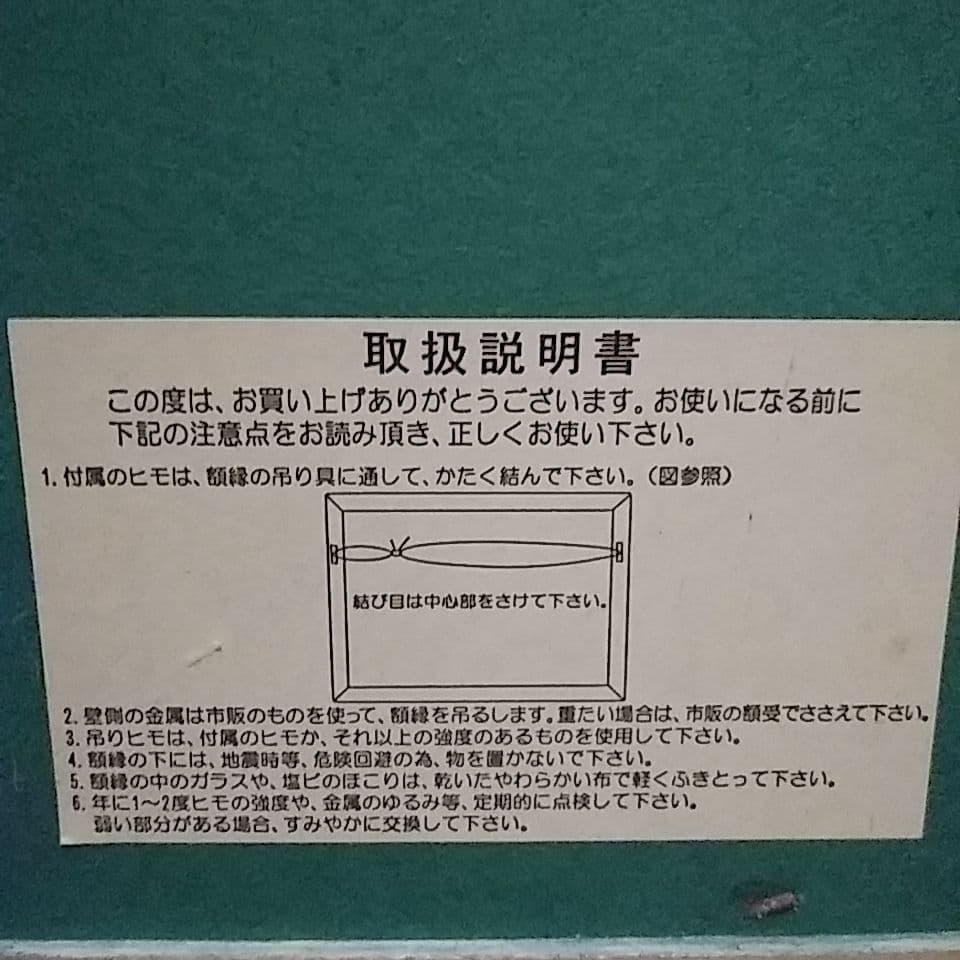 取扱説明書
この度は、お買い上げありがとうございます。お使いになる前に
下記の注意点をお読み頂き、正しくお使い下さい。
1. 付属のヒモは、額縁の吊り具に通して、かたく結んで下さい。（図参照）
結び目は中心部をさけて下さい。
2. 壁側の金属は市販のものを使って、額縁を吊るします。重たい場合は、市販の額受でささえて下さい。
3. 吊りヒモは、付属のヒモか、それ以上の強度のあるものを使用して下さい。
4. 額縁の下には、地震時等、危険回避の為、物を置かないで下さい。
5. 額縁の中のガラスや、塩ビのほこりは、乾いたやわらかい布で軽くふきとって下さい。
6. 年に1〜2度ヒモの強度や、金属のゆるみ等、定期的に点検して下さい。
弱い部分がある場合、すみやかに交換して下さい。